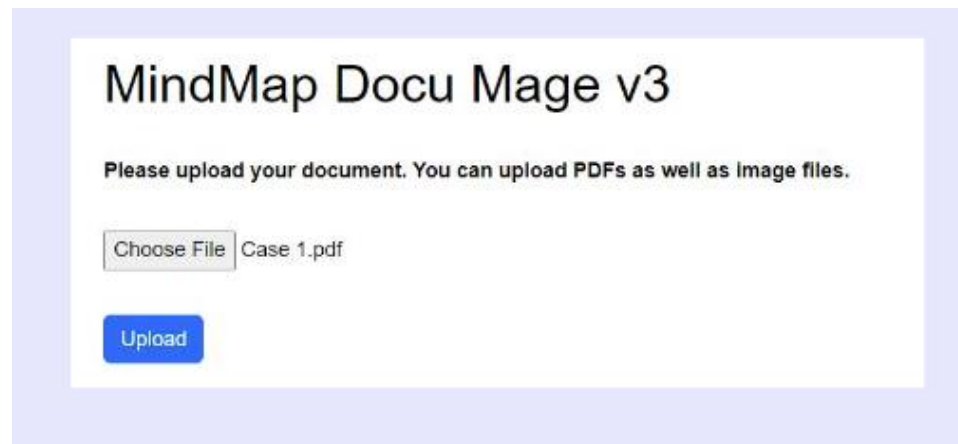 MindMap Docu Mage v3
Please upload your document. You can upload PDFs as well as image files.
Choose File Case 1.pdf
Upload